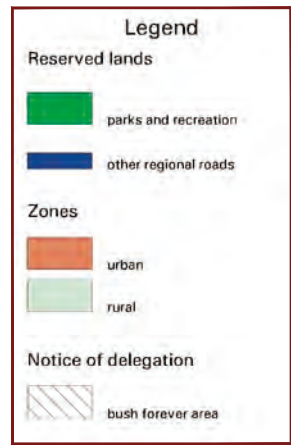 Legend
Reserved lands
parks and recreation
other regional roads
Zones
urban
rural
Notice of delegation
bush forever area